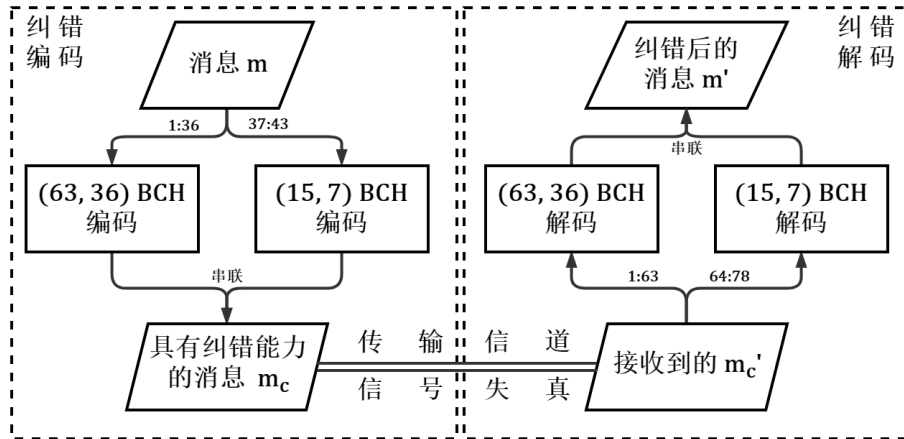 纠 错
编 码
消息 m
1:36
37:43
(63, 36) BCH
编码
(15, 7) BCH
编码
串联
具有纠错能力
的消息 mc
传 输 信 道
信 号 失 真
纠 错
解 码
纠错后的
消息 m'
串联
(63, 36) BCH
解码
(15, 7) BCH
解码
1:63
64:78
接收到的 mc'